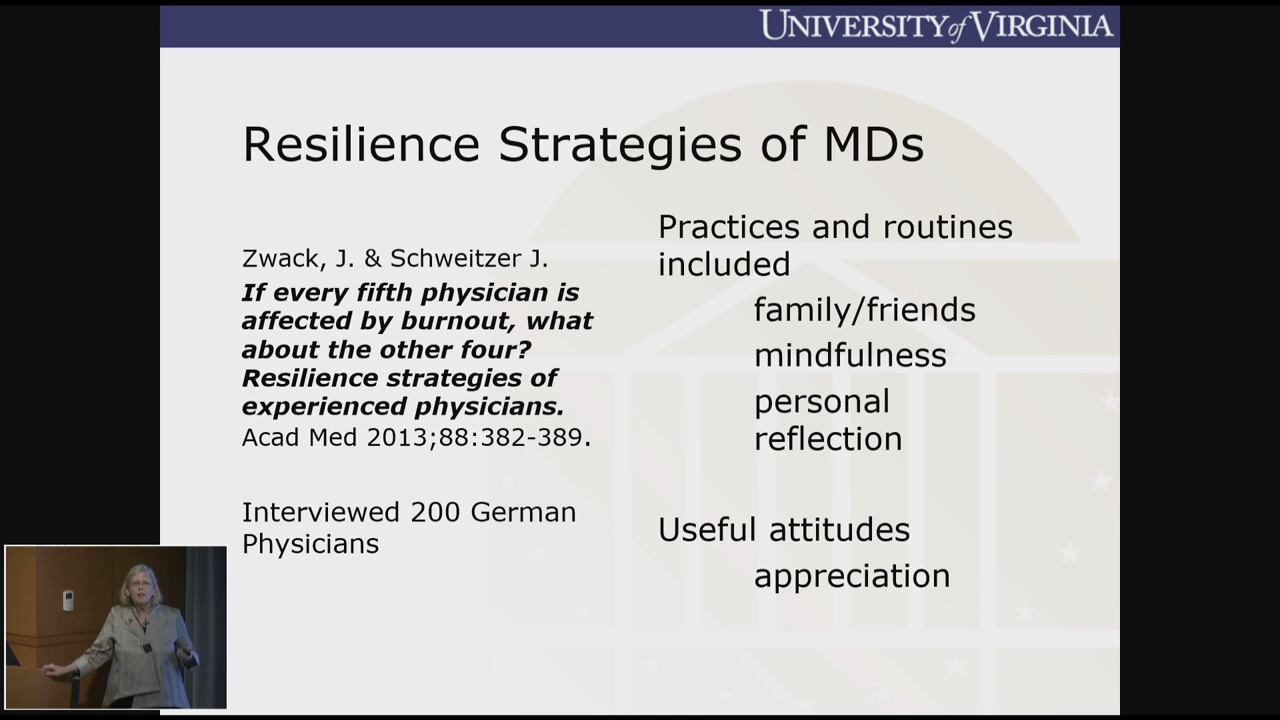 UNIVERSITY of VIRGINIA
Resilience Strategies of MDs
Zwack, J. & Schweitzer J.
If every fifth physician is
affected by burnout, what
about the other four?
Resilience strategies of
experienced physicians.
Acad Med 2013;88:382-389.
Interviewed 200 German
Physicians
Practices and routines
included
family/friends
mindfulness
personal
reflection
Useful attitudes
appreciation